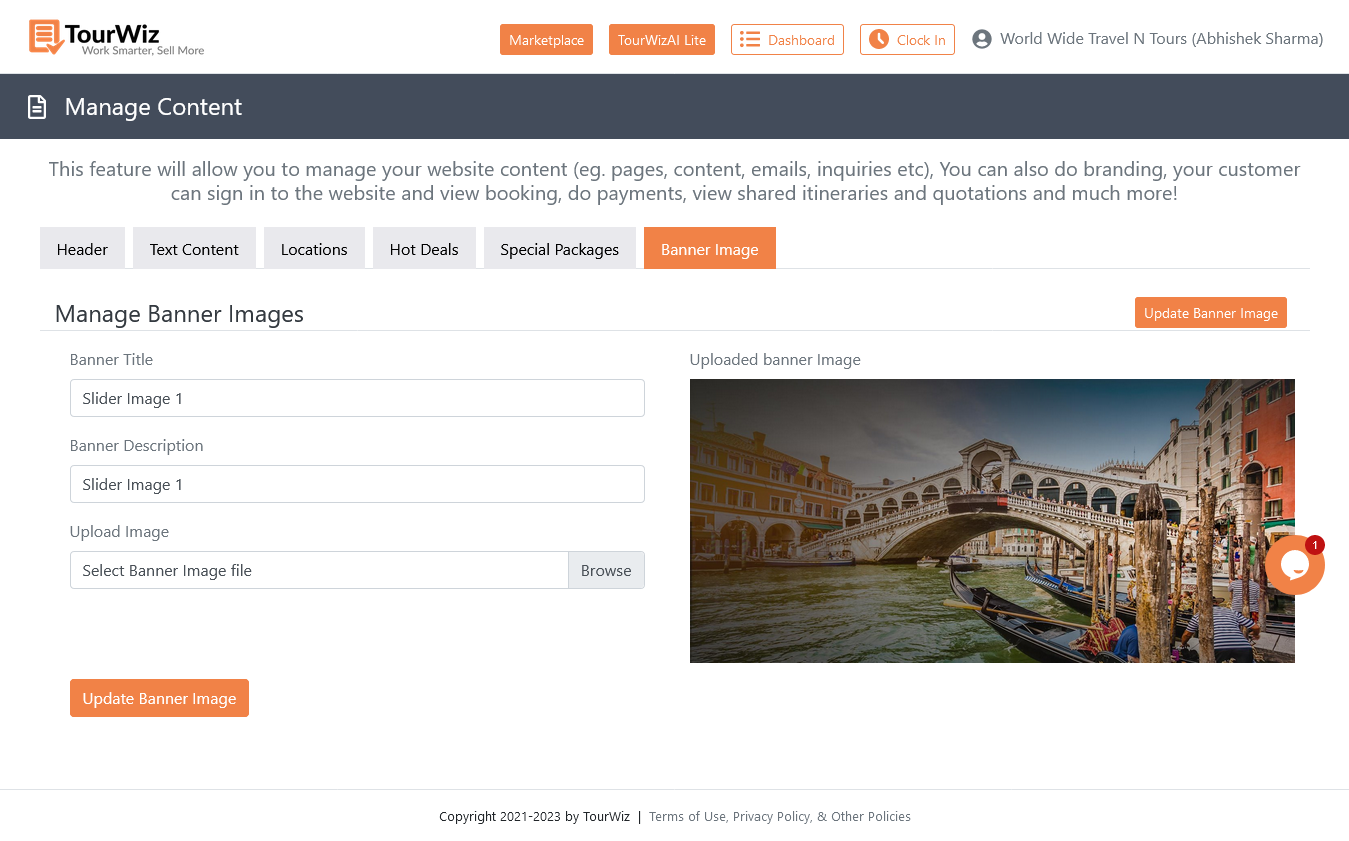 TourWiz
Work Smarter, Sell More
Marketplace
TourWizAI Lite
Dashboard
Clock In
World Wide Travel N Tours (Abhishek Sharma)
Manage Content
This feature will allow you to manage your website content (eg. pages, content, emails, inquiries etc), You can also do branding, your customer
can sign in to the website and view booking, do payments, view shared itineraries and quotations and much more!
Header
Text Content
Locations
Hot Deals
Special Packages
Banner Image
Manage Banner Images
Update Banner Image
Banner Title
Slider Image 1
Banner Description
Slider Image 1
Upload Image
Select Banner Image file
Browse
Uploaded banner Image
1
Update Banner Image
Copyright 2021-2023 by TourWiz | Terms of Use, Privacy Policy, & Other Policies